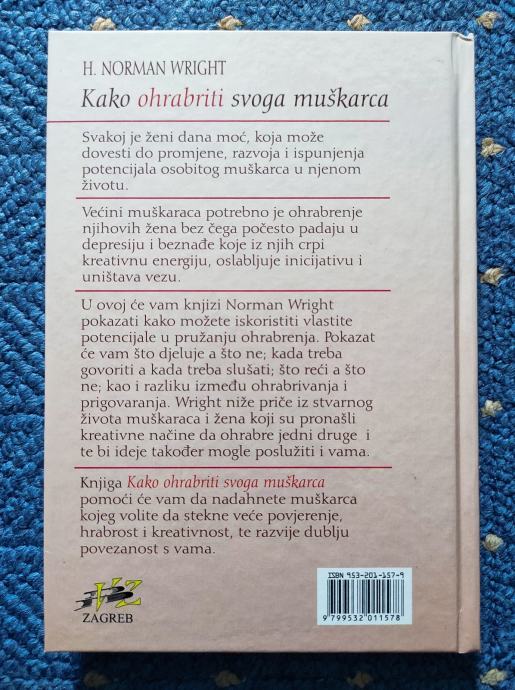 H. NORMAN WRIGHT
Kako ohrabriti svoga muškarca
Svakoj je ženi dana moć, koja može
dovesti do promjene, razvoja i ispunjenja
potencijala osobitog muškarca u njenom
životu.
Većini muškaraca potrebno je ohrabrenje
njihovih žena bez čega počesto padaju u
depresiju i beznađe koje iz njih crpi
kreativnu energiju, oslabljuje inicijativu i
uništava vezu.
U ovoj će vam knjizi Norman Wright
pokazati kako možete iskoristiti vlastite
potencijale u pružanju ohrabrenja. Pokazat
će vam što djeluje a što ne; kada treba
govoriti a kada treba slušati; što reći a što
ne; kao i razliku između ohrabrivanja i
prigovaranja. Wright niže priče iz stvarnog
života muškaraca i žena koji su pronašli
kreativne načine da ohrabre jedni druge i
te bi ideje također mogle poslužiti i vama.
Knjiga Kako ohrabriti svoga muškarca
pomoći će vam da nadahnete muškarca
kojeg volite da stekne veće povjerenje,
hrabrost i kreativnost, te razvije dublju
povezanost s vama.
VZ
ZAGREB
ISBN 953-201-157-9
9 799532 011578